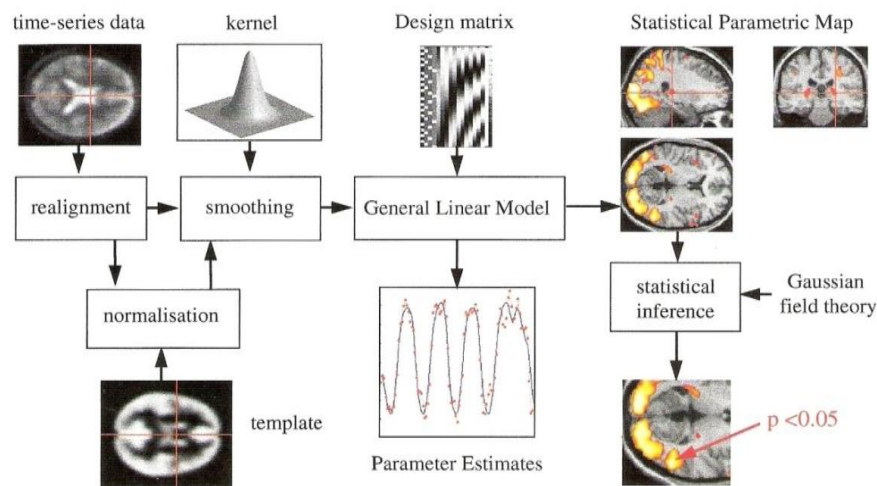 time-series data
kernel
Design matrix
Statistical Parametric Map
realignment
smoothing
General Linear Model
normalisation
statistical
inference
Gaussian
field theory
template
Parameter Estimates
p <0.05